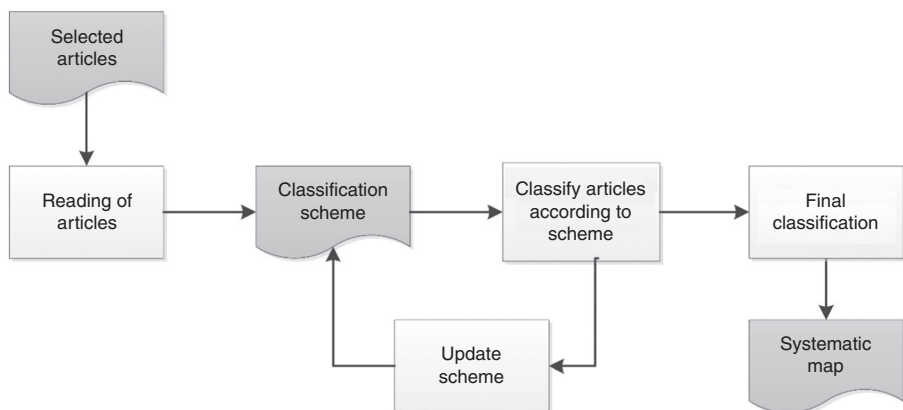 Selected
articles
Reading of
articles
Classification
scheme
Classify articles
according to
scheme
Final
classification
Update
scheme
Systematic
map